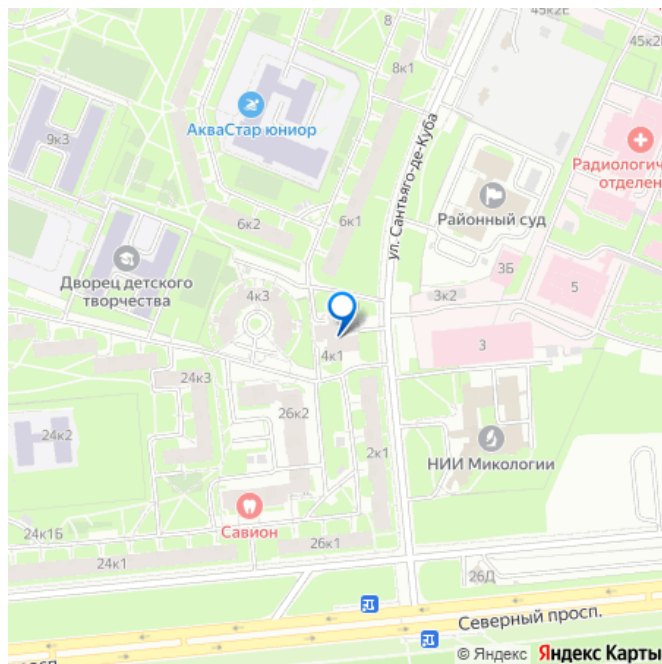 45к2Е
8к1
45к2
АкваСтар юниор
9к3
ул. Сантьяго-де-Куба
Радиологич
отделен
6к2
6к1
Районный суд
Дворец детского
творчества
4к3
3Б
3к2
5
4к1
3
24к3
26к2
24к2
2к1
НИИ Микологии
24к1Б
Савион
26к1
24к1
26Д
Северный просп.
просп
© Яндекс Яндекс Карты